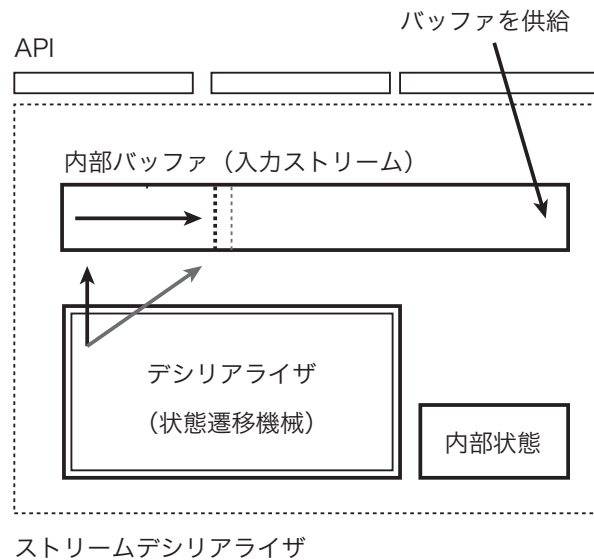 バッファを供給
API
内部バッファ（入力ストリーム）
デシリアライザ
（状態遷移機械）
内部状態
ストリームデシリアライザ